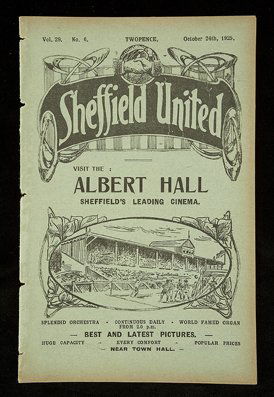 Vol. 29. No. 6. TWOPENCE. October 24th, 1925.
Sheffield United
VISIT THE :
ALBERT HALL
SHEFFIELD'S LEADING CINEMA.
SPLENDID ORCHESTRA - CONTINUOUS DAILY - WORLD FAMED ORGAN
FROM 2.0 p.m.
— BEST AND LATEST PICTURES. —
HUGE CAPACITY - EVERY COMFORT - POPULAR PRICES
— NEAR TOWN HALL. —